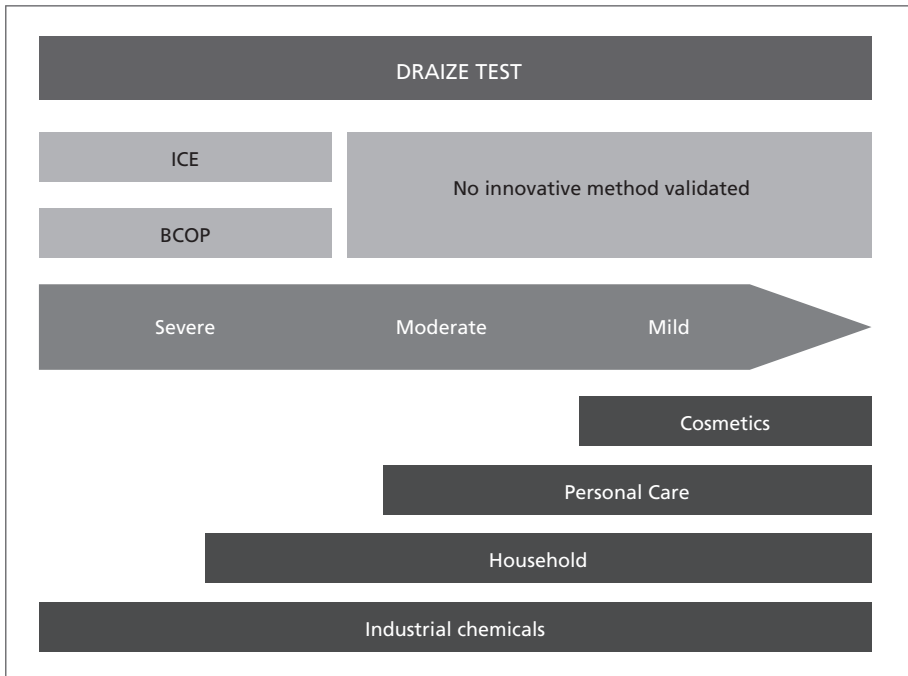 DRAIZE TEST
ICE
No innovative method validated
BCOP
Severe Moderate Mild
Cosmetics
Personal Care
Household
Industrial chemicals